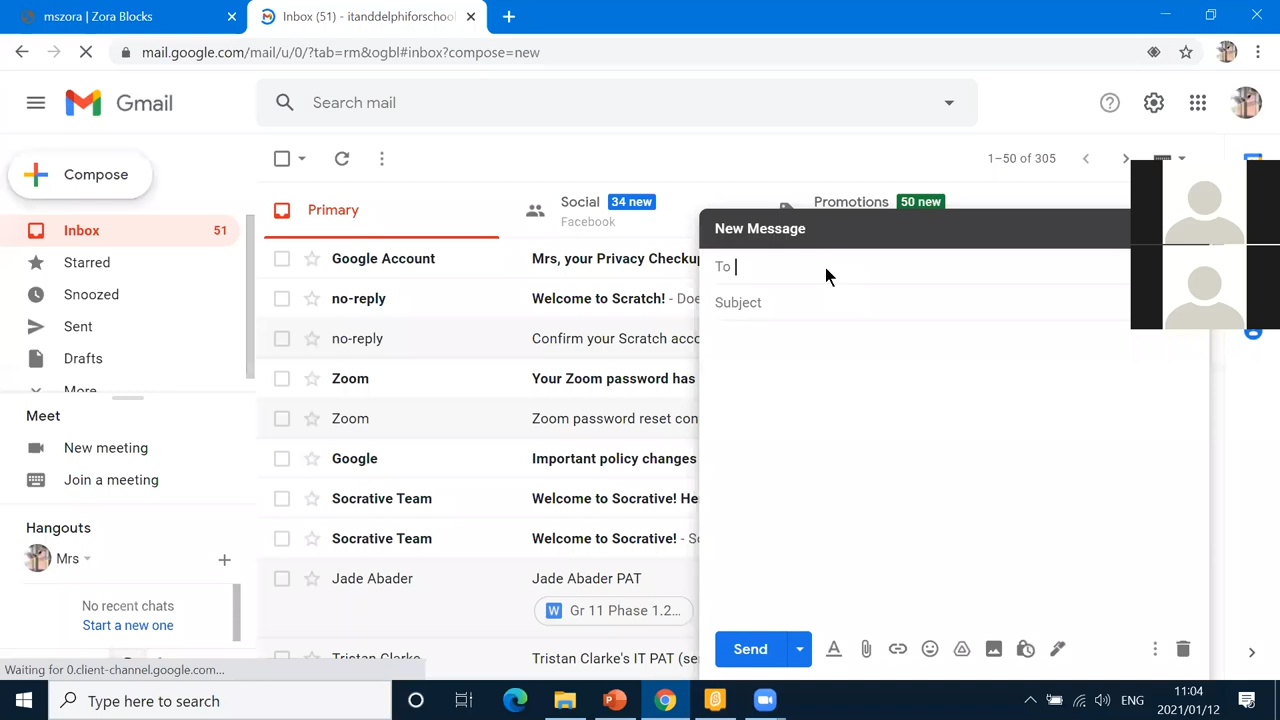 mszora | Zora Blocks
Inbox (51) - itanddelphiforschool
mail.google.com/mail/u/0/?tab=rm&ogbl#inbox?compose=new
Gmail
Search mail
Compose
1–50 of 305
Inbox 51
Starred
Snoozed
Sent
Drafts
More
Meet
New meeting
Join a meeting
Hangouts
Mrs
No recent chats
Start a new one
Waiting for 0.client-channel.google.com...
Primary
Social 34 new
Facebook
Promotions 50 new
Google Account Mrs, your Privacy Checkup
no-reply Welcome to Scratch! - Doe
no-reply Confirm your Scratch acco
Zoom Your Zoom password has
Zoom Zoom password reset con
Google Important policy changes
Socrative Team Welcome to Socrative! He
Socrative Team Welcome to Socrative! - So
Jade Abader Jade Abader PAT
W Gr 11 Phase 1.2...
Tristan Clarke Tristan Clarke's IT PAT (se
New Message
To
Subject
Send
Type here to search
ENG
11:04
2021/01/12